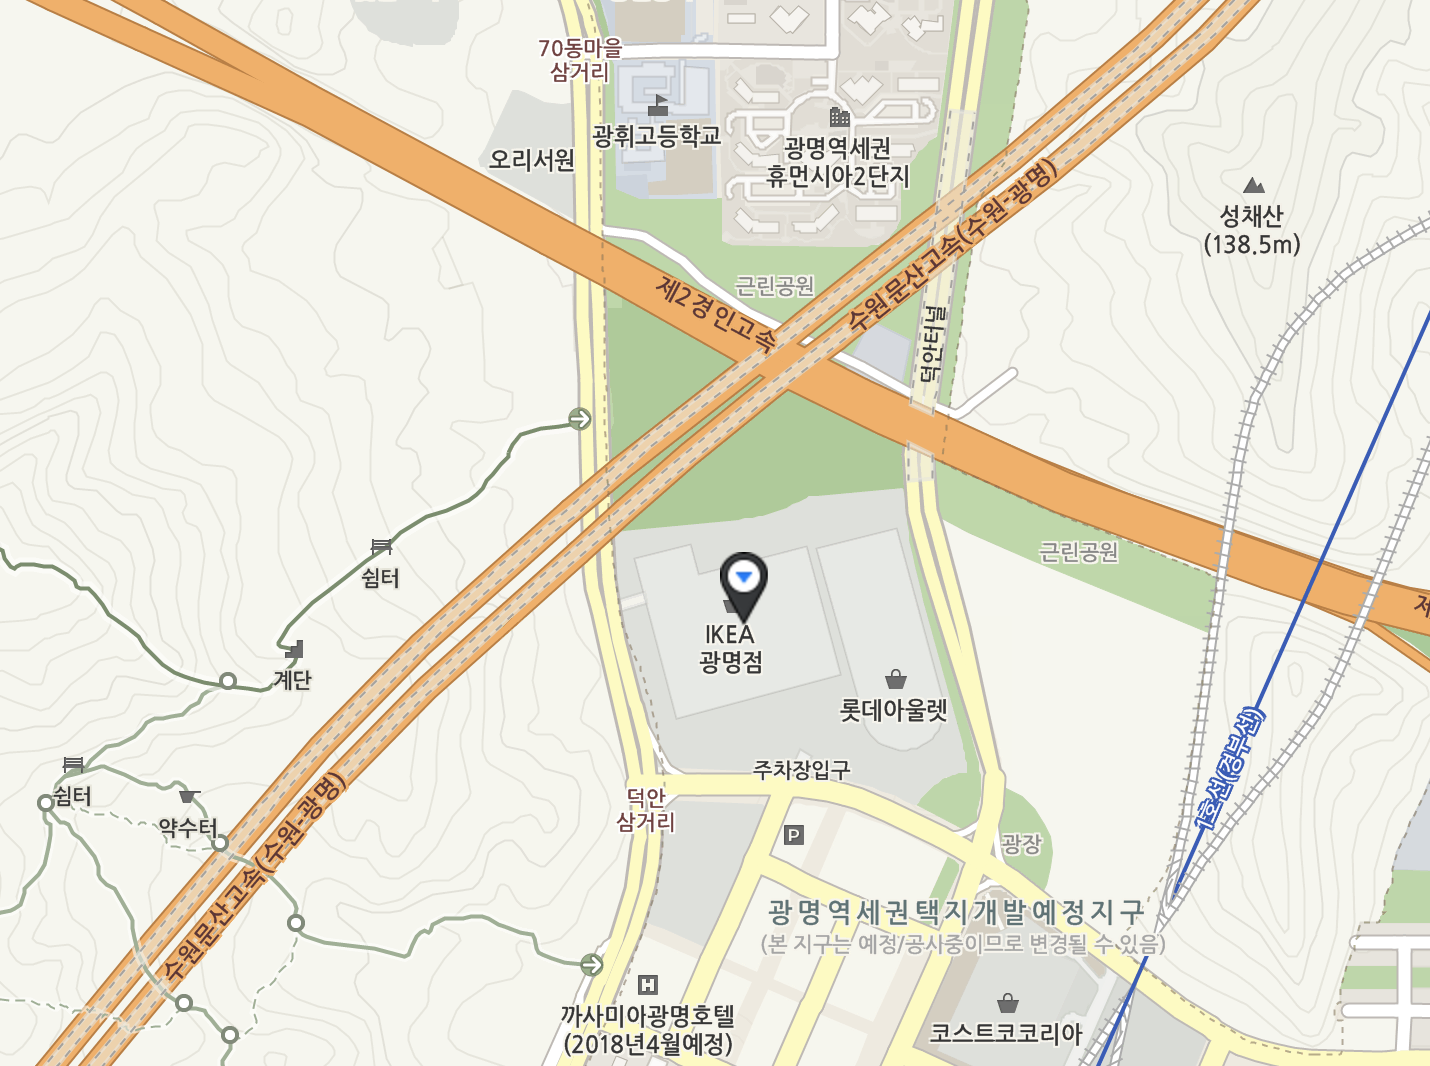 70동마을
삼거리
광휘고등학교
오리서원
광명역세권
휴먼시아2단지
성채산
(138.5m)
근린공원
제2경인고속
수원문산고속(수원-광명)
덕안터널
근린공원
쉼터
IKEA
광명점
계단
롯데아울렛
1호선(경부선)
주차장입구
쉼터
덕안
삼거리
약수터
P
광장
수원문산고속(수원-광명)
광명역세권택지개발예정지구
(본 지구는 예정/공사중이므로 변경될 수 있음)
H
까사미아광명호텔
(2018년4월예정)
코스트코코리아